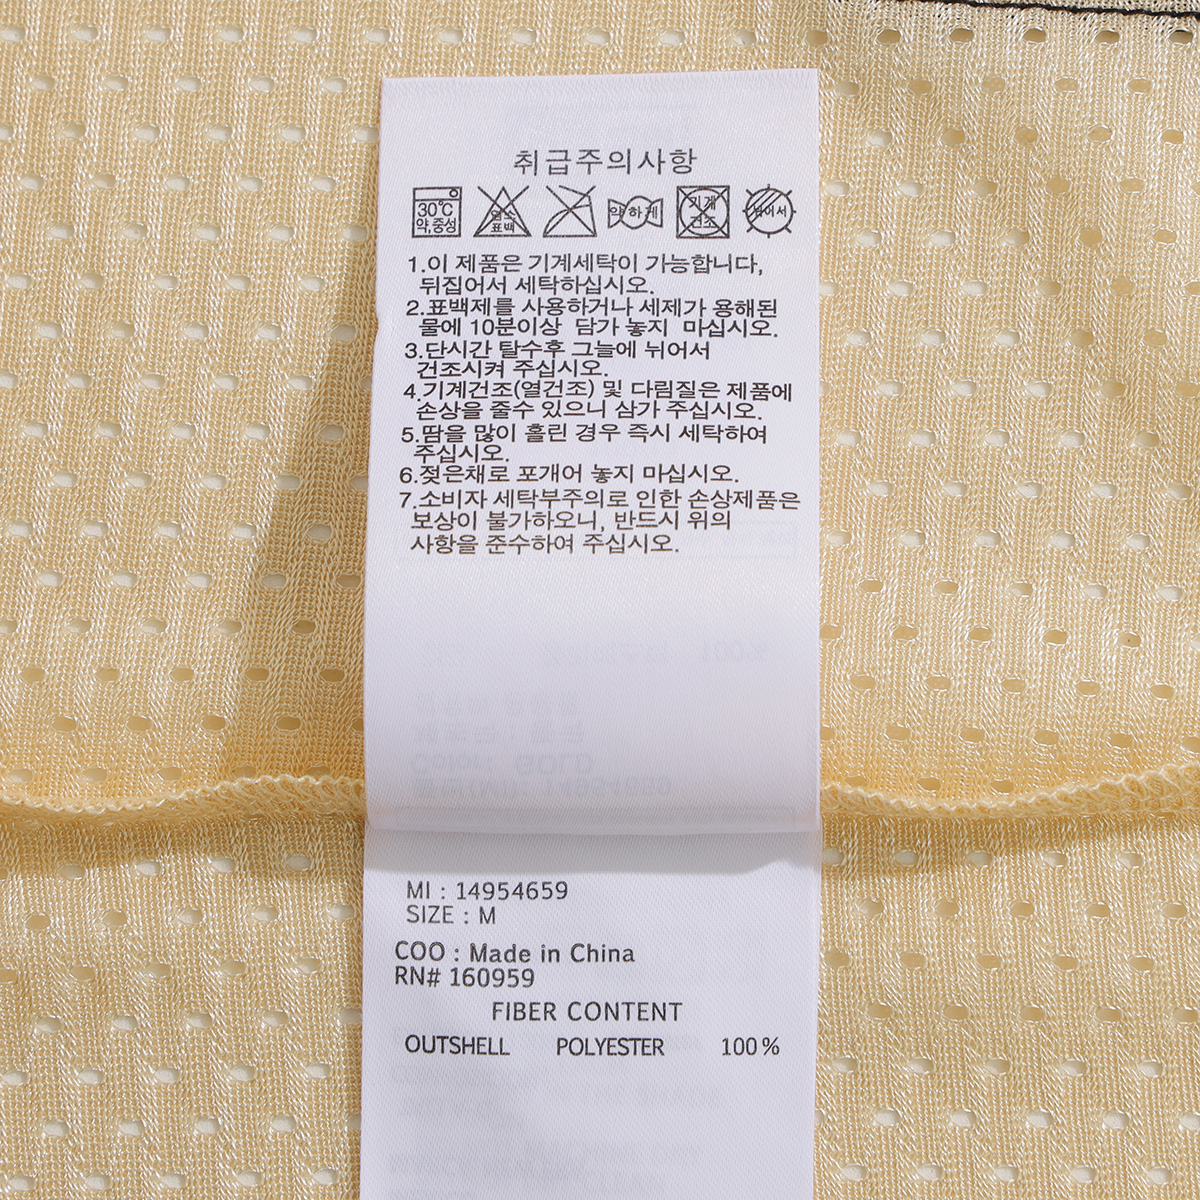 취급주의사항
30℃ 약,중성
염소 표백
약하게
기계 건조
뉘어서
1.이 제품은 기계세탁이 가능합니다,
뒤집어서 세탁하십시오.
2.표백제를 사용하거나 세제가 용해된
물에 10분이상 담가 놓지 마십시오.
3.단시간 탈수후 그늘에 뉘어서
건조시켜 주십시오.
4.기계건조(열건조) 및 다림질은 제품에
손상을 줄수 있으니 삼가 주십시오.
5.땀을 많이 흘린 경우 즉시 세탁하여
주십시오.
6.젖은채로 포개어 놓지 마십시오.
7.소비자 세탁부주의로 인한 손상제품은
보상이 불가하오니, 반드시 위의
사항을 준수하여 주십시오.
MI : 14954659
SIZE : M
COO : Made in China
RN# 160959
FIBER CONTENT
OUTSHELL POLYESTER 100%